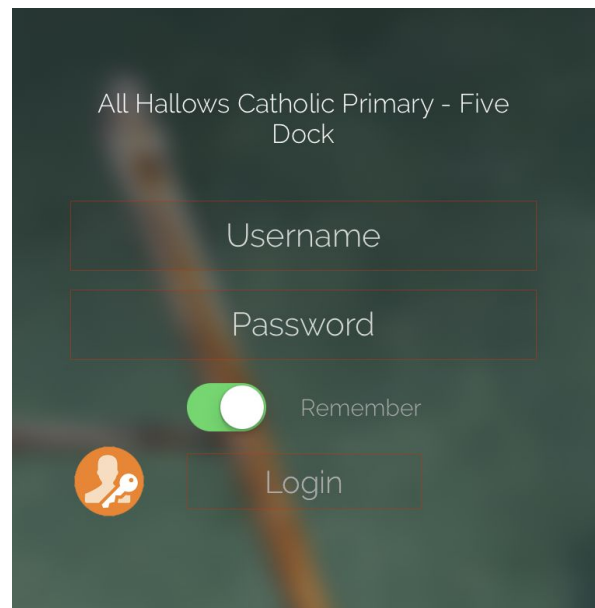 All Hallows Catholic Primary - Five
Dock
Username
Password
Remember
Login